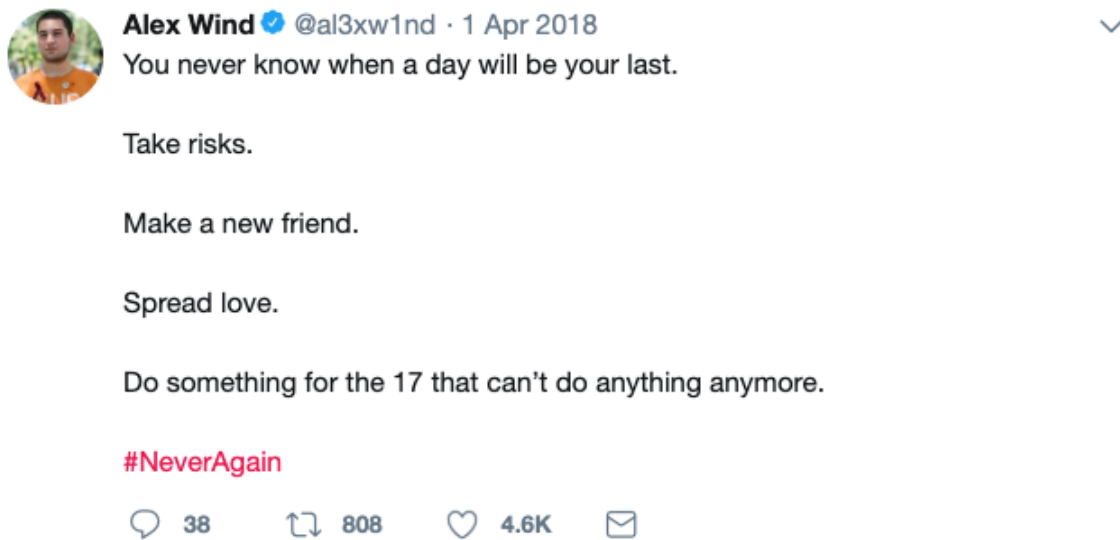 Alex Wind @al3xw1nd · 1 Apr 2018
You never know when a day will be your last.
Take risks.
Make a new friend.
Spread love.
Do something for the 17 that can’t do anything anymore.
#NeverAgain
38 808 4.6K